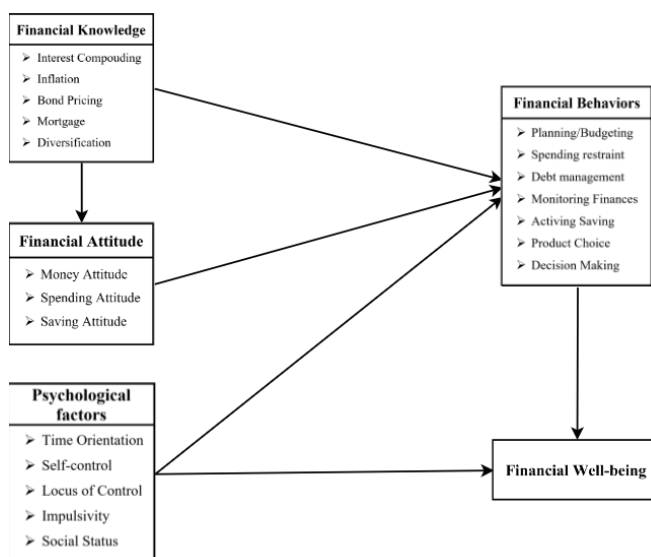 Financial Knowledge
➢ Interest Compouding
➢ Inflation
➢ Bond Pricing
➢ Mortgage
➢ Diversification
Financial Attitude
➢ Money Attitude
➢ Spending Attitude
➢ Saving Attitude
Psychological
factors
➢ Time Orientation
➢ Self-control
➢ Locus of Control
➢ Impulsivity
➢ Social Status
Financial Behaviors
➢ Planning/Budgeting
➢ Spending restraint
➢ Debt management
➢ Monitoring Finances
➢ Activing Saving
➢ Product Choice
➢ Decision Making
Financial Well-being